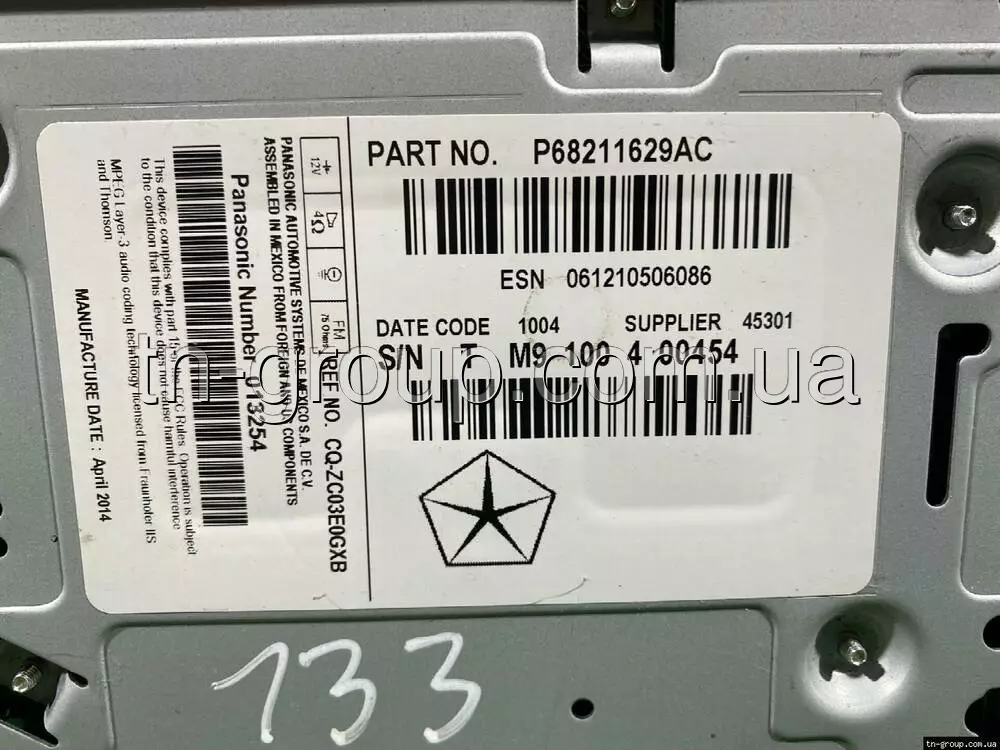 PART NO. P68211629AC
ESN 061210506086
DATE CODE 1004 SUPPLIER 45301
S/N T M9 100 4 00454
+ 12V
4Ω
FM 75 Ohms
REF NO. CQ-ZC03E0GXB
PANASONIC AUTOMOTIVE SYSTEMS DE MEXICO S.A. DE C.V.
ASSEMBLED IN MEXICO FROM FOREIGN AND US COMPONENTS
Panasonic Number 013254
This device complies with part 15 of the FCC Rules. Operation is subject
to the condition that this device does not cause harmful interference
MPEG Layer-3 audio coding technology licensed from Fraunhofer IIS
and Thomson.
MANUFACTURE DATE : April 2014
tn-group.com.ua
133
tn-group.com.ua